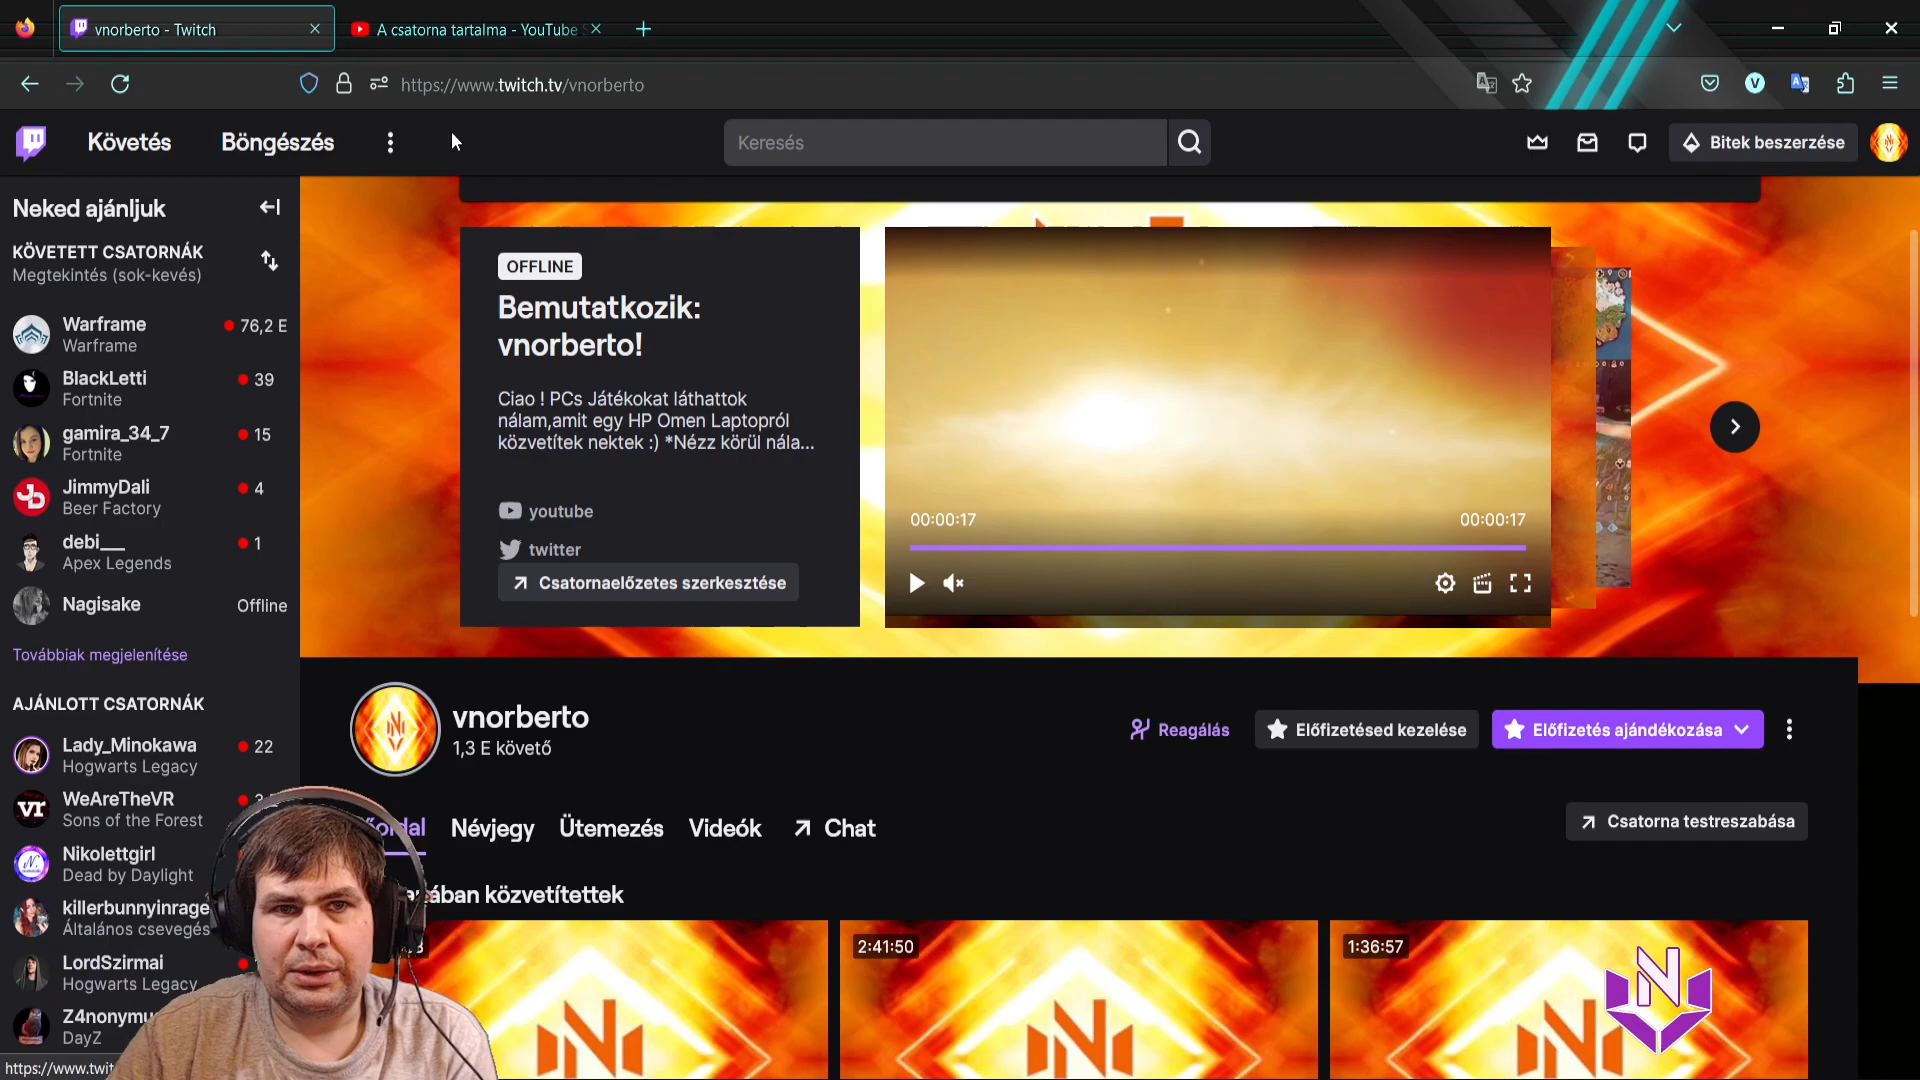 vnorberto - Twitch
A csatorna tartalma - YouTube
https://www.twitch.tv/vnorberto
V
Követés
Böngészés
Keresés
Bitek beszerzése
Neked ajánljuk
KÖVETETT CSATORNÁK
Megtekintés (sok-kevés)
Warframe
76,2 E
Warframe
BlackLetti
39
Fortnite
gamira_34_7
15
Fortnite
JimmyDali
4
Beer Factory
debi__
1
Apex Legends
Nagisake
Offline
Továbbiak megjelenítése
AJÁNLOTT CSATORNÁK
Lady_Minokawa
22
Hogwarts Legacy
WeAreTheVR
Sons of the Forest
Nikolettgirl
Dead by Daylight
killerbunnyinrage
Általános csevegés
LordSzirmai
Hogwarts Legacy
Z4nonymu
DayZ
https://www.twit
OFFLINE
Bemutatkozik:
vnorberto!
Ciao ! PCs Játékokat láthattok
nálam,amit egy HP Omen Laptopról
közvetítek nektek :) *Nézz körül nála...
youtube
twitter
Csatornaelőzetes szerkesztése
00:00:17
00:00:17
vnorberto
1,3 E követő
Reagálás
Előfizetésed kezelése
Előfizetés ajándékozása
Névjegy
Ütemezés
Videók
Chat
Csatorna testreszabása
ában közvetítettek
2:41:50
1:36:57